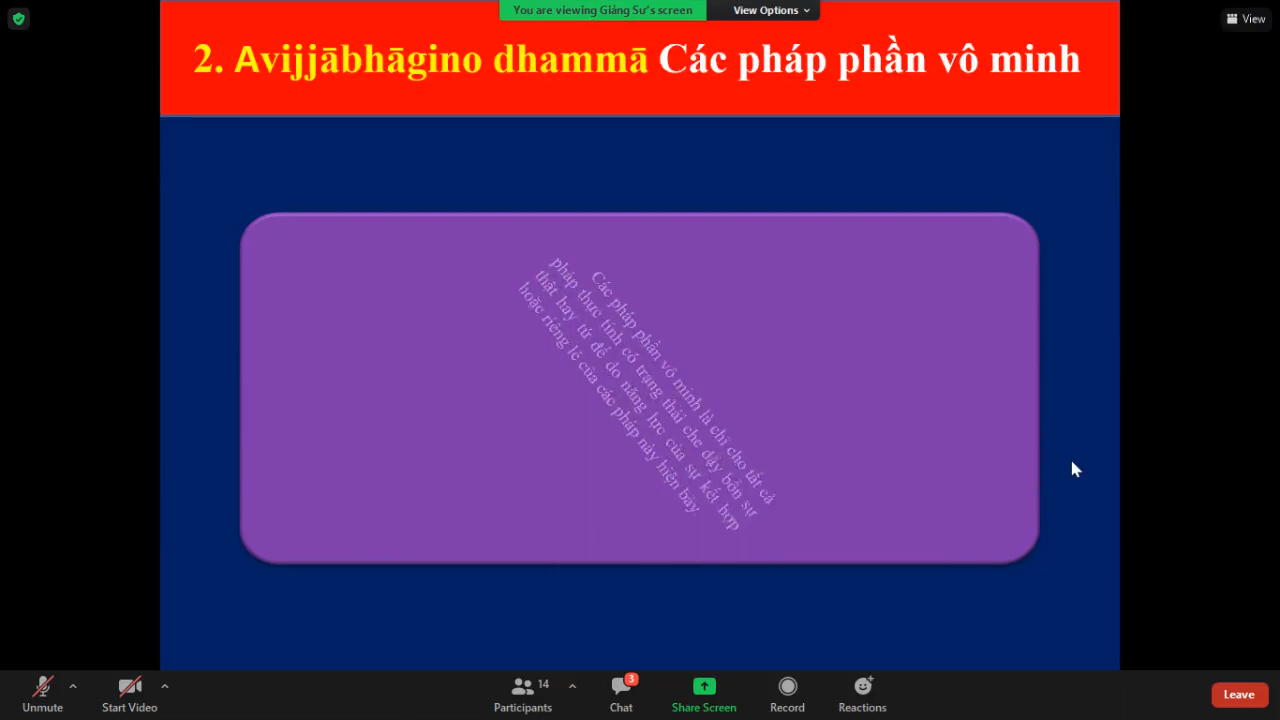 You are viewing Giảng Sư's screen
View Options
View
2. Avijjābhāgino dhammā Các pháp phần vô minh
Các pháp phần vô minh là chỉ cho tất cả
pháp thực tính có trạng thái che đậy bốn sự
thật hay tứ đế do năng lực của sự kết hợp
hoặc riêng lẻ của các pháp này hiện bày
Unmute
Start Video
14
Participants
3
Chat
Share Screen
Record
Reactions
Leave